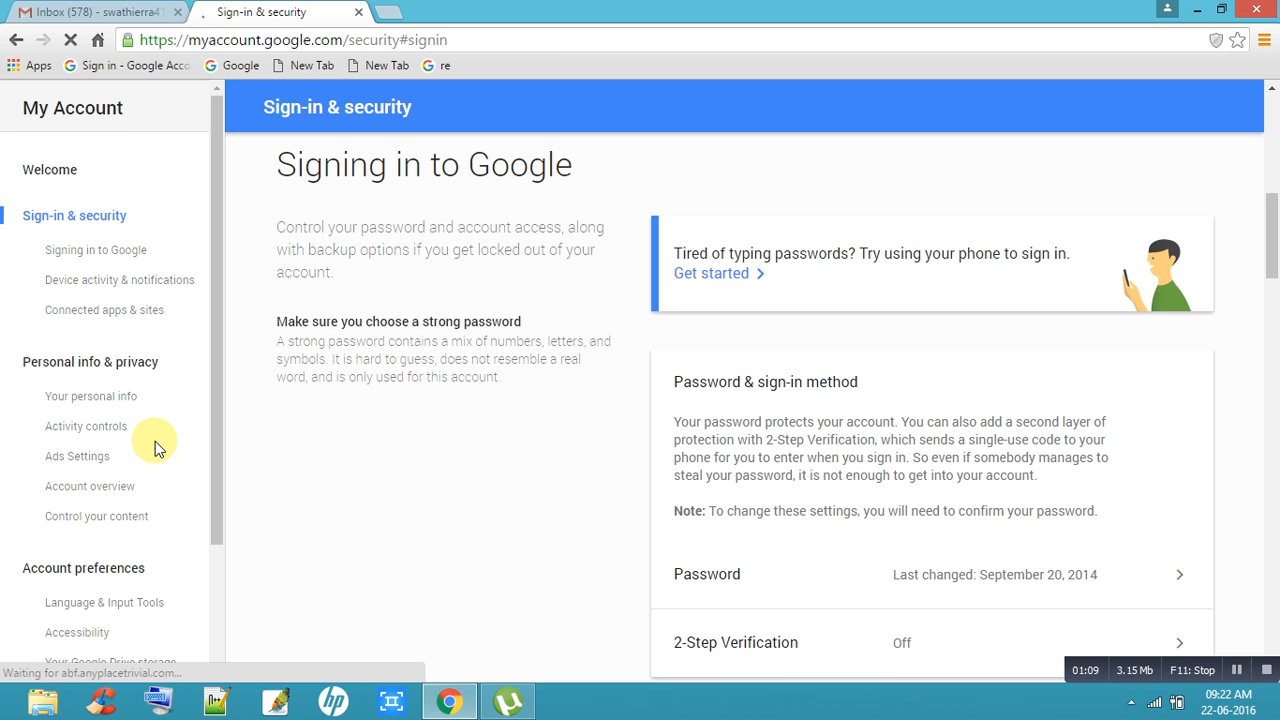 Inbox (578) - swathierra41
Sign-in & security
https://myaccount.google.com/security#signin
Apps
Sign in - Google Acco
Google
New Tab
New Tab
re
My Account
Sign-in & security
Welcome
Sign-in & security
Signing in to Google
Device activity & notifications
Connected apps & sites
Personal info & privacy
Your personal info
Activity controls
Ads Settings
Account overview
Control your content
Account preferences
Language & Input Tools
Accessibility
Your Google Drive storage
Signing in to Google
Control your password and account access, along
with backup options if you get locked out of your
account.
Make sure you choose a strong password
A strong password contains a mix of numbers, letters, and
symbols. It is hard to guess, does not resemble a real
word, and is only used for this account.
Tired of typing passwords? Try using your phone to sign in.
Get started
Password & sign-in method
Your password protects your account. You can also add a second layer of
protection with 2-Step Verification, which sends a single-use code to your
phone for you to enter when you sign in. So even if somebody manages to
steal your password, it is not enough to get into your account.
Note: To change these settings, you will need to confirm your password.
Password
Last changed: September 20, 2014
2-Step Verification
Off
Waiting for abf.anyplacetrivial.com...
01:09
3.15 Mb
F11: Stop
09:22 AM
22-06-2016